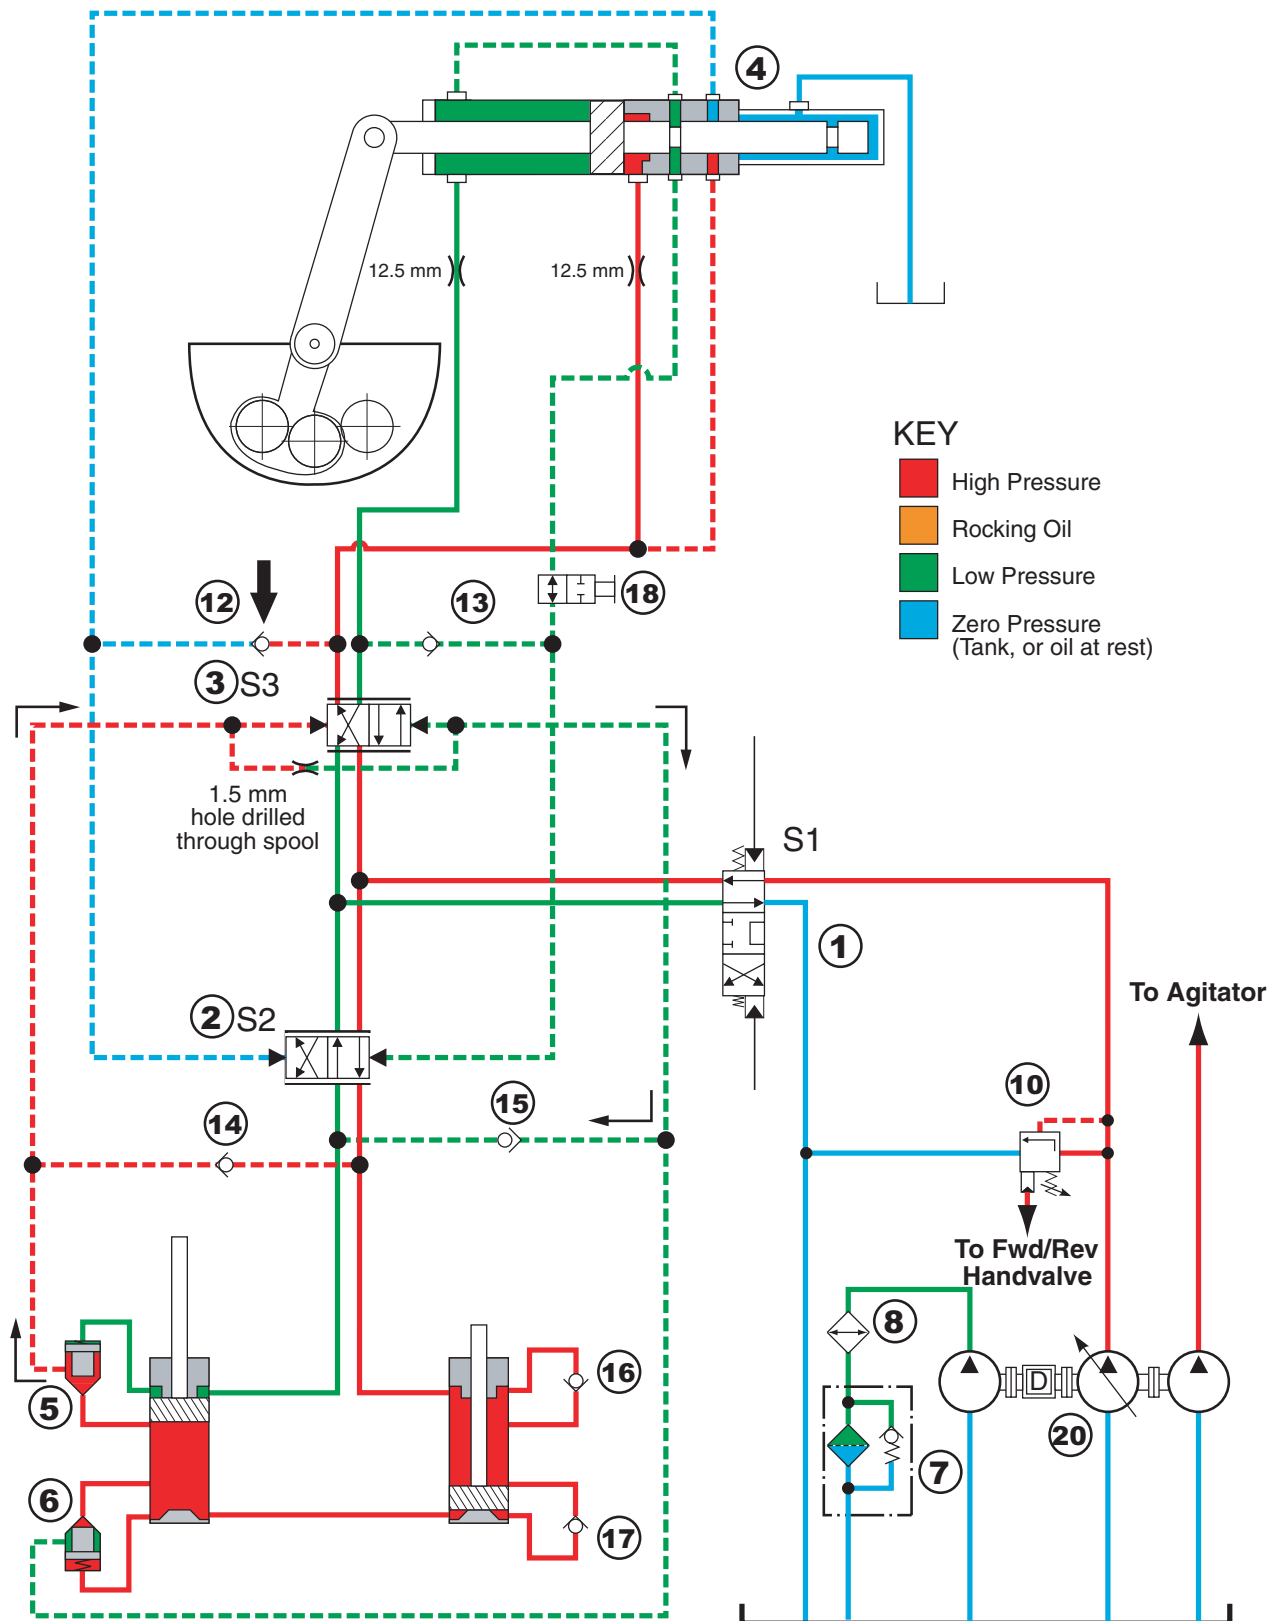 4
12.5 mm
12.5 mm
KEY
High Pressure
Rocking Oil
Low Pressure
Zero Pressure
(Tank, or oil at rest)
12
13
18
3 S3
1.5 mm
hole drilled
through spool
S1
1
2 S2
To Agitator
10
15
14
To Fwd/Rev
Handvalve
8
16
5
D
20
7
6
17